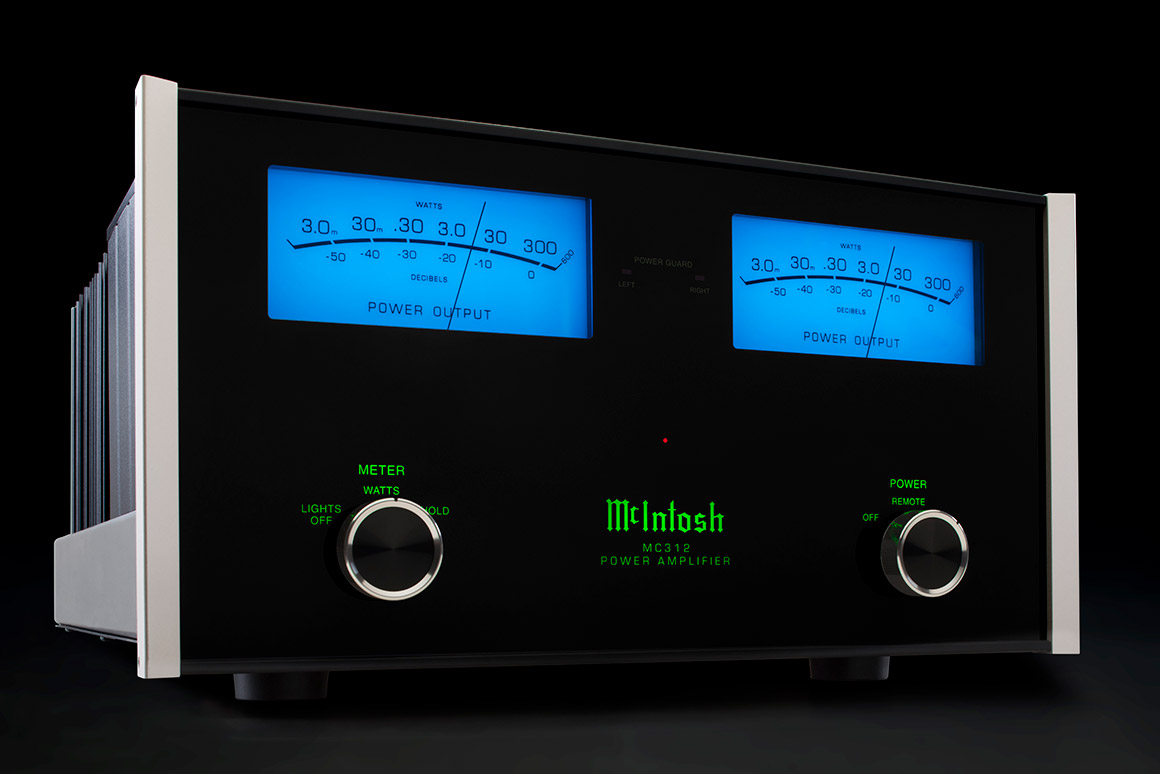 WATTS
3.0m 30m .30 3.0 30 300 600
-50 -40 -30 -20 -10 0
DECIBELS
POWER OUTPUT
POWER GUARD
LEFT RIGHT
WATTS
3.0m 30m .30 3.0 30 300 600
-50 -40 -30 -20 -10 0
DECIBELS
POWER OUTPUT
METER
WATTS
LIGHTS
OFF
HOLD
McIntosh
MC312
POWER AMPLIFIER
POWER
REMOTE
OFF